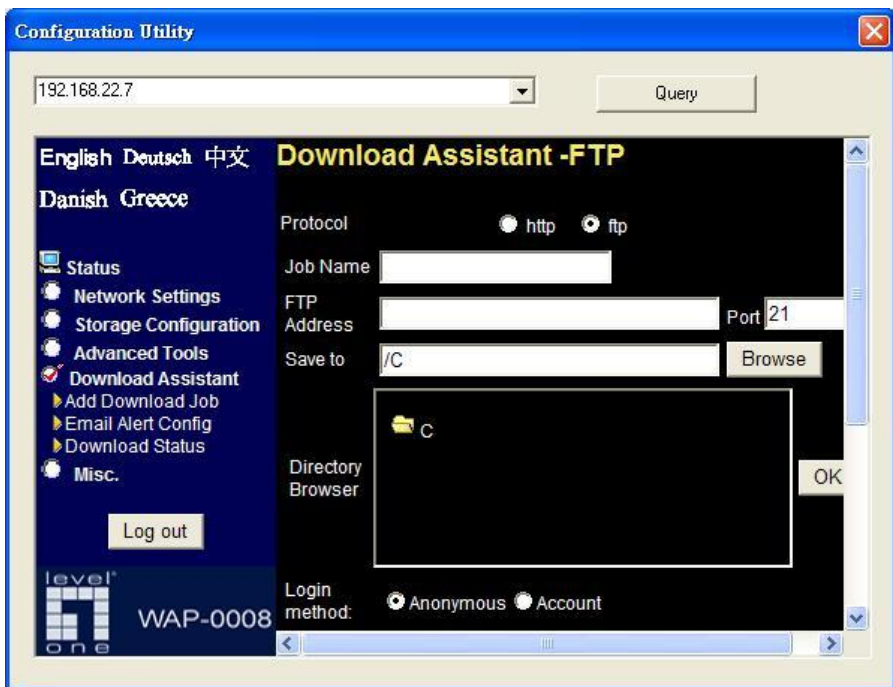 Configuration Utility
192.168.22.7
Query
English Deutsch 中文
Danish Greece
Status
Network Settings
Storage Configuration
Advanced Tools
Download Assistant
Add Download Job
Email Alert Config
Download Status
Misc.
Log out
level
one
WAP-0008
Download Assistant -FTP
Protocol
http
ftp
Job Name
FTP
Address
Port 21
Save to
/C
Browse
C
Directory
Browser
OK
Login
method:
Anonymous
Account